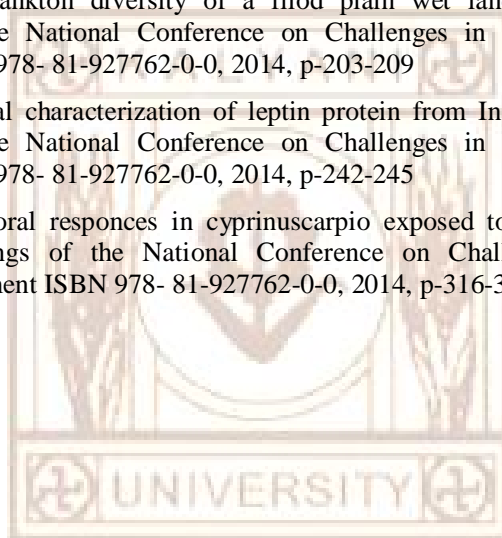 ankton diversity of a flod plain wet lan
e National Conference on Challenges in
978- 81-927762-0-0, 2014, p-203-209
al characterization of leptin protein from In
e National Conference on Challenges in
978- 81-927762-0-0, 2014, p-242-245
oral responces in cyprinuscarpio exposed to
ngs of the National Conference on Chall
nent ISBN 978- 81-927762-0-0, 2014, p-316-3
UNIVERSITY